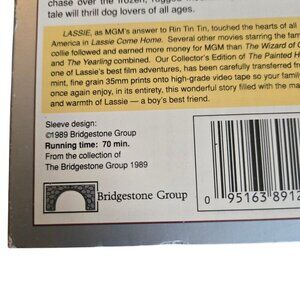 chase over the frozen, rugged
tale will thrill dog lovers of all ages.
LASSIE, as MGM's answer to Rin Tin Tin, touched the hearts of all
America in Lassie Come Home. Several other movies starring the fam
collie followed and earned more money for MGM than The Wizard of O
and The Yearling combined. Our Collector's Edition of The Painted H
one of Lassie's best film adventures, has been carefully transferred from
mint, fine grain 35mm prints onto high-grade video tape so your family
once again enjoy, in its entirety, this wonderful story filled with the ma
and warmth of Lassie – a boy's best friend.
Sleeve design:
©1989 Bridgestone Group
Running time: 70 min.
From the collection of
The Bridgestone Group 1989
Bridgestone Group
0 95163 8912